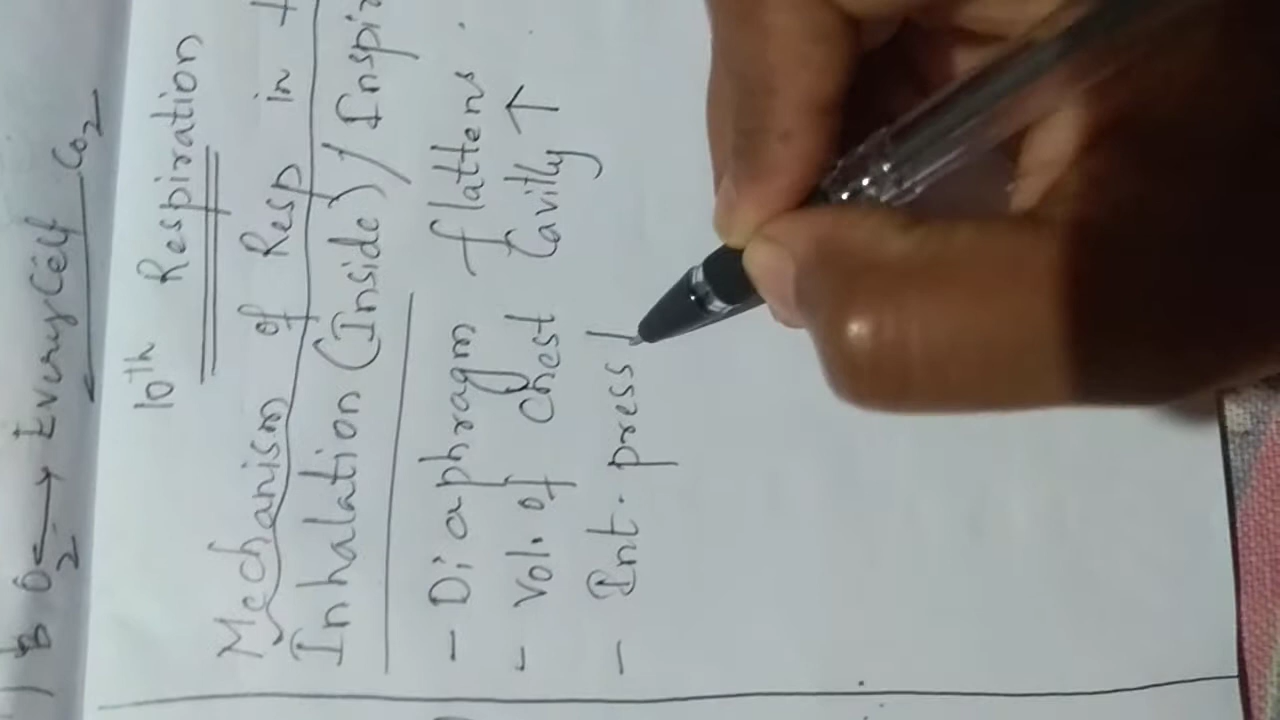 O2 → Every Cell
Co2
10th Respiration
Mechanism of Resp in
Inhalation (Inside) / Inspi
- Diaphragm flattens.
- Vol. of Chest Cavity ↑
- Int. press